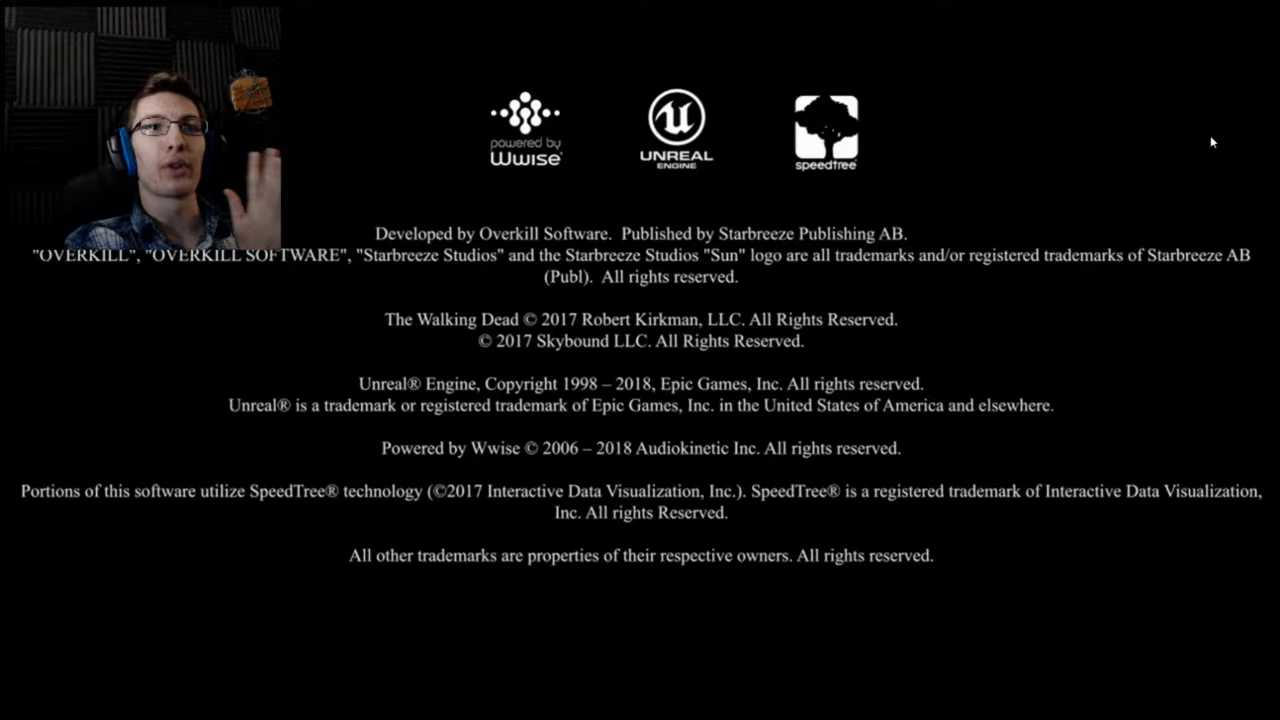 powered by
Wwise
UNREAL
ENGINE
speedtree
Developed by Overkill Software.  Published by Starbreeze Publishing AB.
"OVERKILL", "OVERKILL SOFTWARE", "Starbreeze Studios" and the Starbreeze Studios "Sun" logo are all trademarks and/or registered trademarks of Starbreeze AB
(Publ).  All rights reserved.
The Walking Dead © 2017 Robert Kirkman, LLC. All Rights Reserved.
© 2017 Skybound LLC. All Rights Reserved.
Unreal® Engine, Copyright 1998 – 2018, Epic Games, Inc. All rights reserved.
Unreal® is a trademark or registered trademark of Epic Games, Inc. in the United States of America and elsewhere.
Powered by Wwise © 2006 – 2018 Audiokinetic Inc. All rights reserved.
Portions of this software utilize SpeedTree® technology (©2017 Interactive Data Visualization, Inc.). SpeedTree® is a registered trademark of Interactive Data Visualization,
Inc. All rights Reserved.
All other trademarks are properties of their respective owners. All rights reserved.